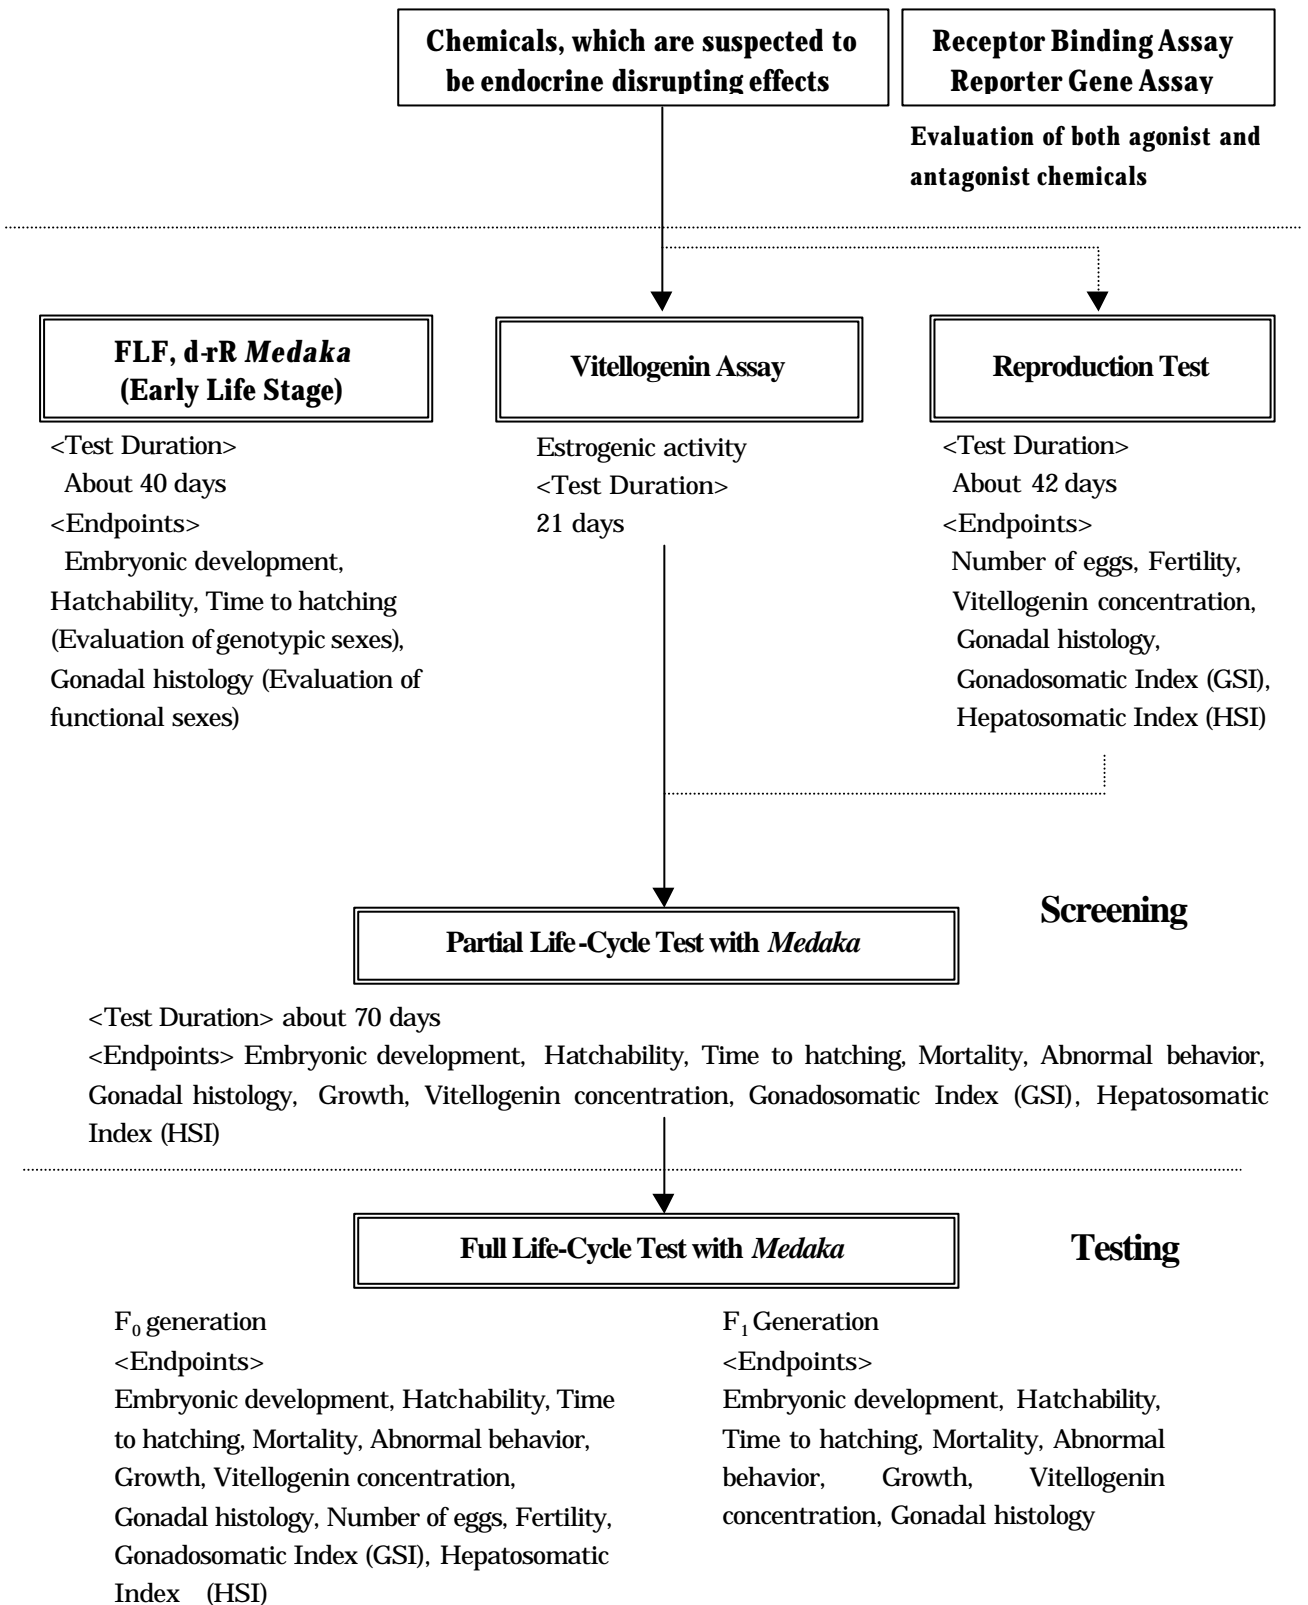 Chemicals, which are suspected to
be endocrine disrupting effects
Receptor Binding Assay
Reporter Gene Assay
Evaluation of both agonist and
antagonist chemicals
FLF, d-rR Medaka
(Early Life Stage)
<Test Duration>
About 40 days
<Endpoints>
Embryonic development,
Hatchability, Time to hatching
(Evaluation of genotypic sexes),
Gonadal histology (Evaluation of
functional sexes)
Vitellogenin Assay
Estrogenic activity
<Test Duration>
21 days
Reproduction Test
<Test Duration>
About 42 days
<Endpoints>
Number of eggs, Fertility,
Vitellogenin concentration,
Gonadal histology,
Gonadosomatic Index (GSI),
Hepatosomatic Index (HSI)
Screening
Partial Life-Cycle Test with Medaka
<Test Duration> about 70 days
<Endpoints> Embryonic development, Hatchability, Time to hatching, Mortality, Abnormal behavior,
Gonadal histology, Growth, Vitellogenin concentration, Gonadosomatic Index (GSI), Hepatosomatic
Index (HSI)
Full Life-Cycle Test with Medaka
Testing
F0 generation
<Endpoints>
Embryonic development, Hatchability, Time
to hatching, Mortality, Abnormal behavior,
Growth, Vitellogenin concentration,
Gonadal histology, Number of eggs, Fertility,
Gonadosomatic Index (GSI), Hepatosomatic
Index (HSI)
F1 Generation
<Endpoints>
Embryonic development, Hatchability,
Time to hatching, Mortality, Abnormal
behavior, Growth, Vitellogenin
concentration, Gonadal histology